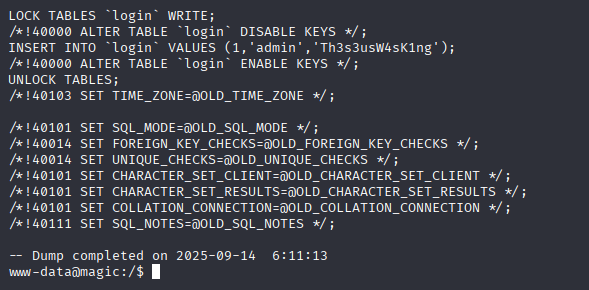 LOCK TABLES `login` WRITE;
/*!40000 ALTER TABLE `login` DISABLE KEYS */;
INSERT INTO `login` VALUES (1,'admin','Th3s3usW4sK1ng');
/*!40000 ALTER TABLE `login` ENABLE KEYS */;
UNLOCK TABLES;
/*!40103 SET TIME_ZONE=@OLD_TIME_ZONE */;

/*!40101 SET SQL_MODE=@OLD_SQL_MODE */;
/*!40014 SET FOREIGN_KEY_CHECKS=@OLD_FOREIGN_KEY_CHECKS */;
/*!40014 SET UNIQUE_CHECKS=@OLD_UNIQUE_CHECKS */;
/*!40101 SET CHARACTER_SET_CLIENT=@OLD_CHARACTER_SET_CLIENT */;
/*!40101 SET CHARACTER_SET_RESULTS=@OLD_CHARACTER_SET_RESULTS */;
/*!40101 SET COLLATION_CONNECTION=@OLD_COLLATION_CONNECTION */;
/*!40111 SET SQL_NOTES=@OLD_SQL_NOTES */;

-- Dump completed on 2025-09-14  6:11:13
www-data@magic:/$